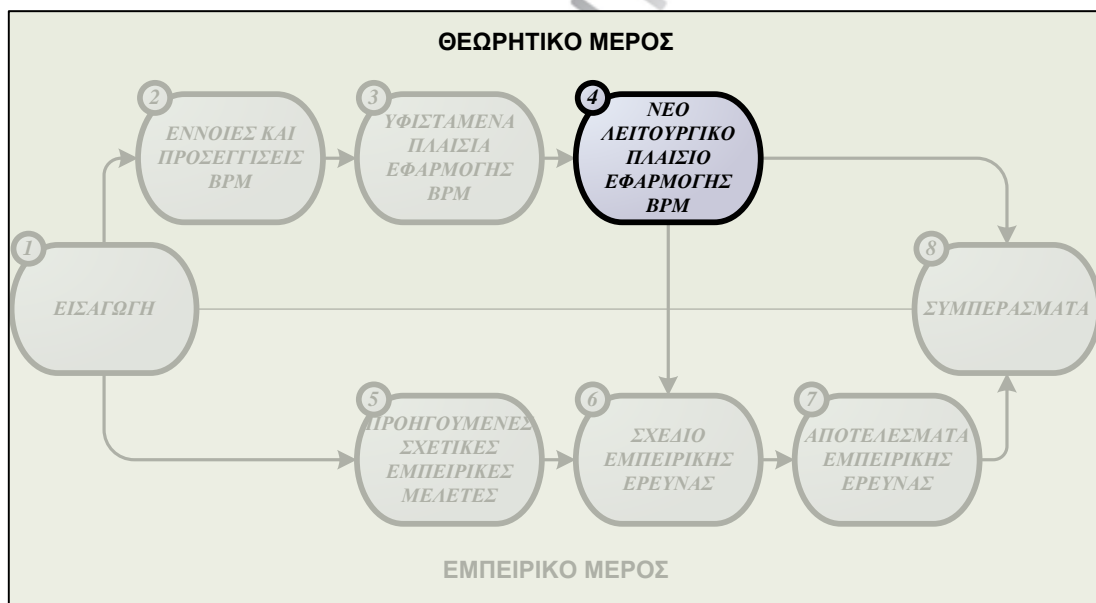 ΘΕΩΡΗΤΙΚΟ ΜΕΡΟΣ
2
ΕΝΝΟΙΕΣ ΚΑΙ
ΠΡΟΣΕΓΓΙΣΕΙΣ
BPM
3
ΥΦΙΣΤΑΜΕΝΑ
ΠΛΑΙΣΙΑ
ΕΦΑΡΜΟΓΗΣ
BPM
4
ΝΕΟ
ΛΕΙΤΟΥΡΓΙΚΟ
ΠΛΑΙΣΙΟ
ΕΦΑΡΜΟΓΗΣ
BPM
1
ΕΙΣΑΓΩΓΗ
8
ΣΥΜΠΕΡΑΣΜΑΤΑ
5
ΠΡΟΗΓΟΥΜΕΝΕΣ
ΣΧΕΤΙΚΕΣ
ΕΜΠΕΙΡΙΚΕΣ
ΜΕΛΕΤΕΣ
6
ΣΧΕΔΙΟ
ΕΜΠΕΙΡΙΚΗΣ
ΕΡΕΥΝΑΣ
7
ΑΠΟΤΕΛΕΣΜΑΤΑ
ΕΜΠΕΙΡΙΚΗΣ
ΕΡΕΥΝΑΣ
ΕΜΠΕΙΡΙΚΟ ΜΕΡΟΣ